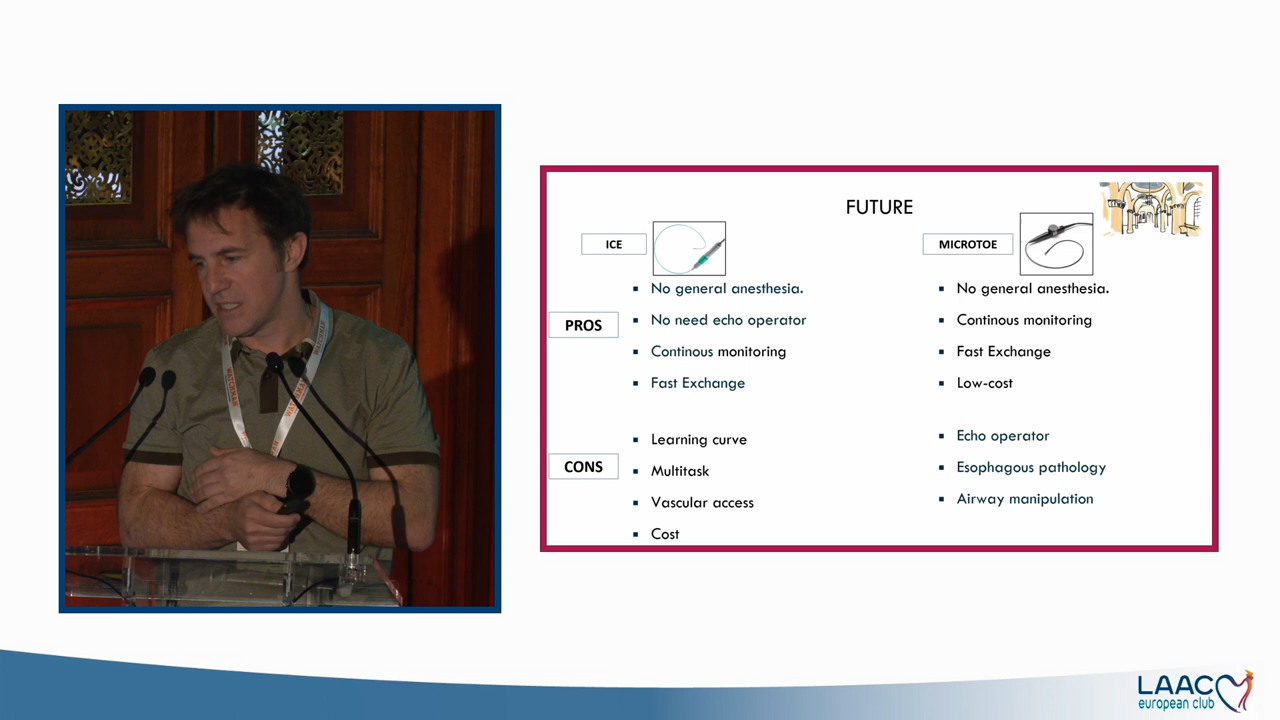 FUTURE
ICE
MICROTOE
PROS
No general anesthesia.
No need echo operator
Continous monitoring
Fast Exchange
No general anesthesia.
Continous monitoring
Fast Exchange
Low-cost
CONS
Learning curve
Multitask
Vascular access
Cost
Echo operator
Esophagous pathology
Airway manipulation
WATCHMAN
LAAC
european club